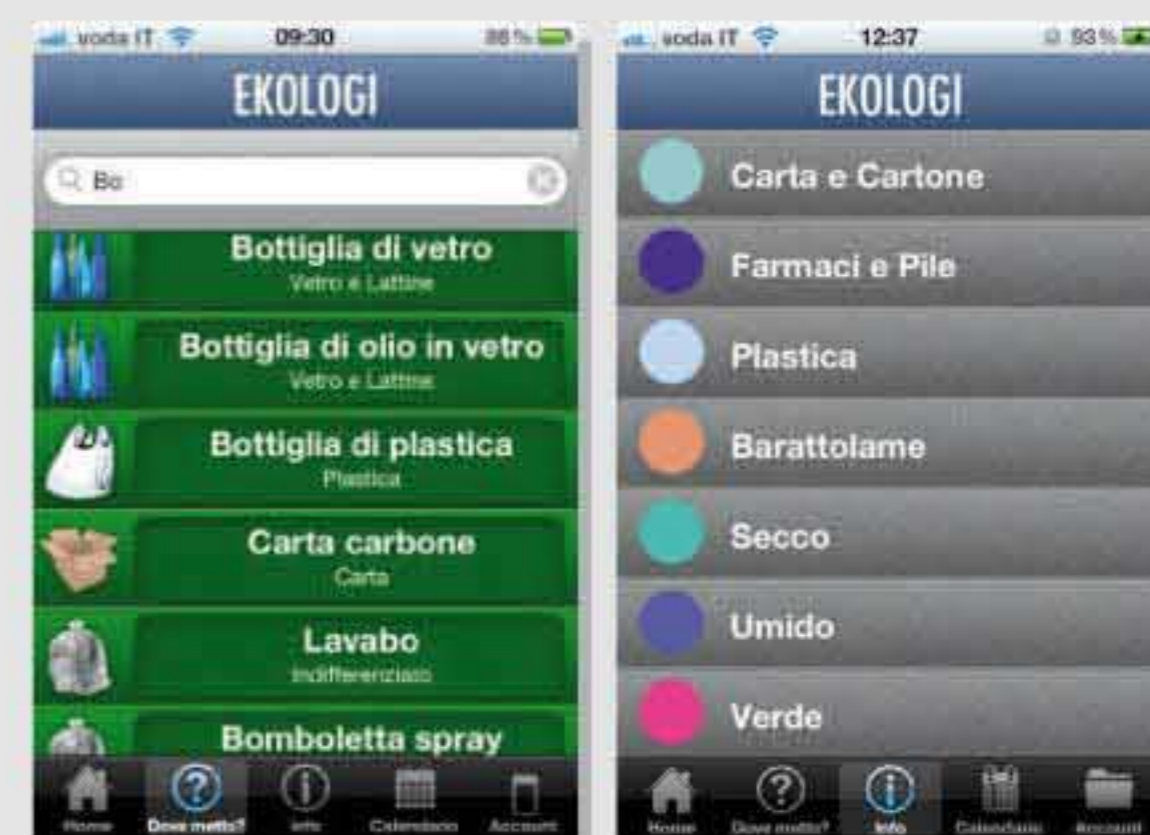 voda IT 09:30 86%
EKOLOGI
Bo
Bottiglia di vetro
Vetro e Lattine
Bottiglia di olio in vetro
Vetro e Lattine
Bottiglia di plastica
Plastica
Carta carbone
Carta
Lavabo
Indifferenziato
Bomboletta spray
Home Dove metto? Info Calendario Account
voda IT 12:37 93%
EKOLOGI
Carta e Cartone
Farmaci e Pile
Plastica
Barattolame
Secco
Umido
Verde
Home Dove metto? Info Calendario Account